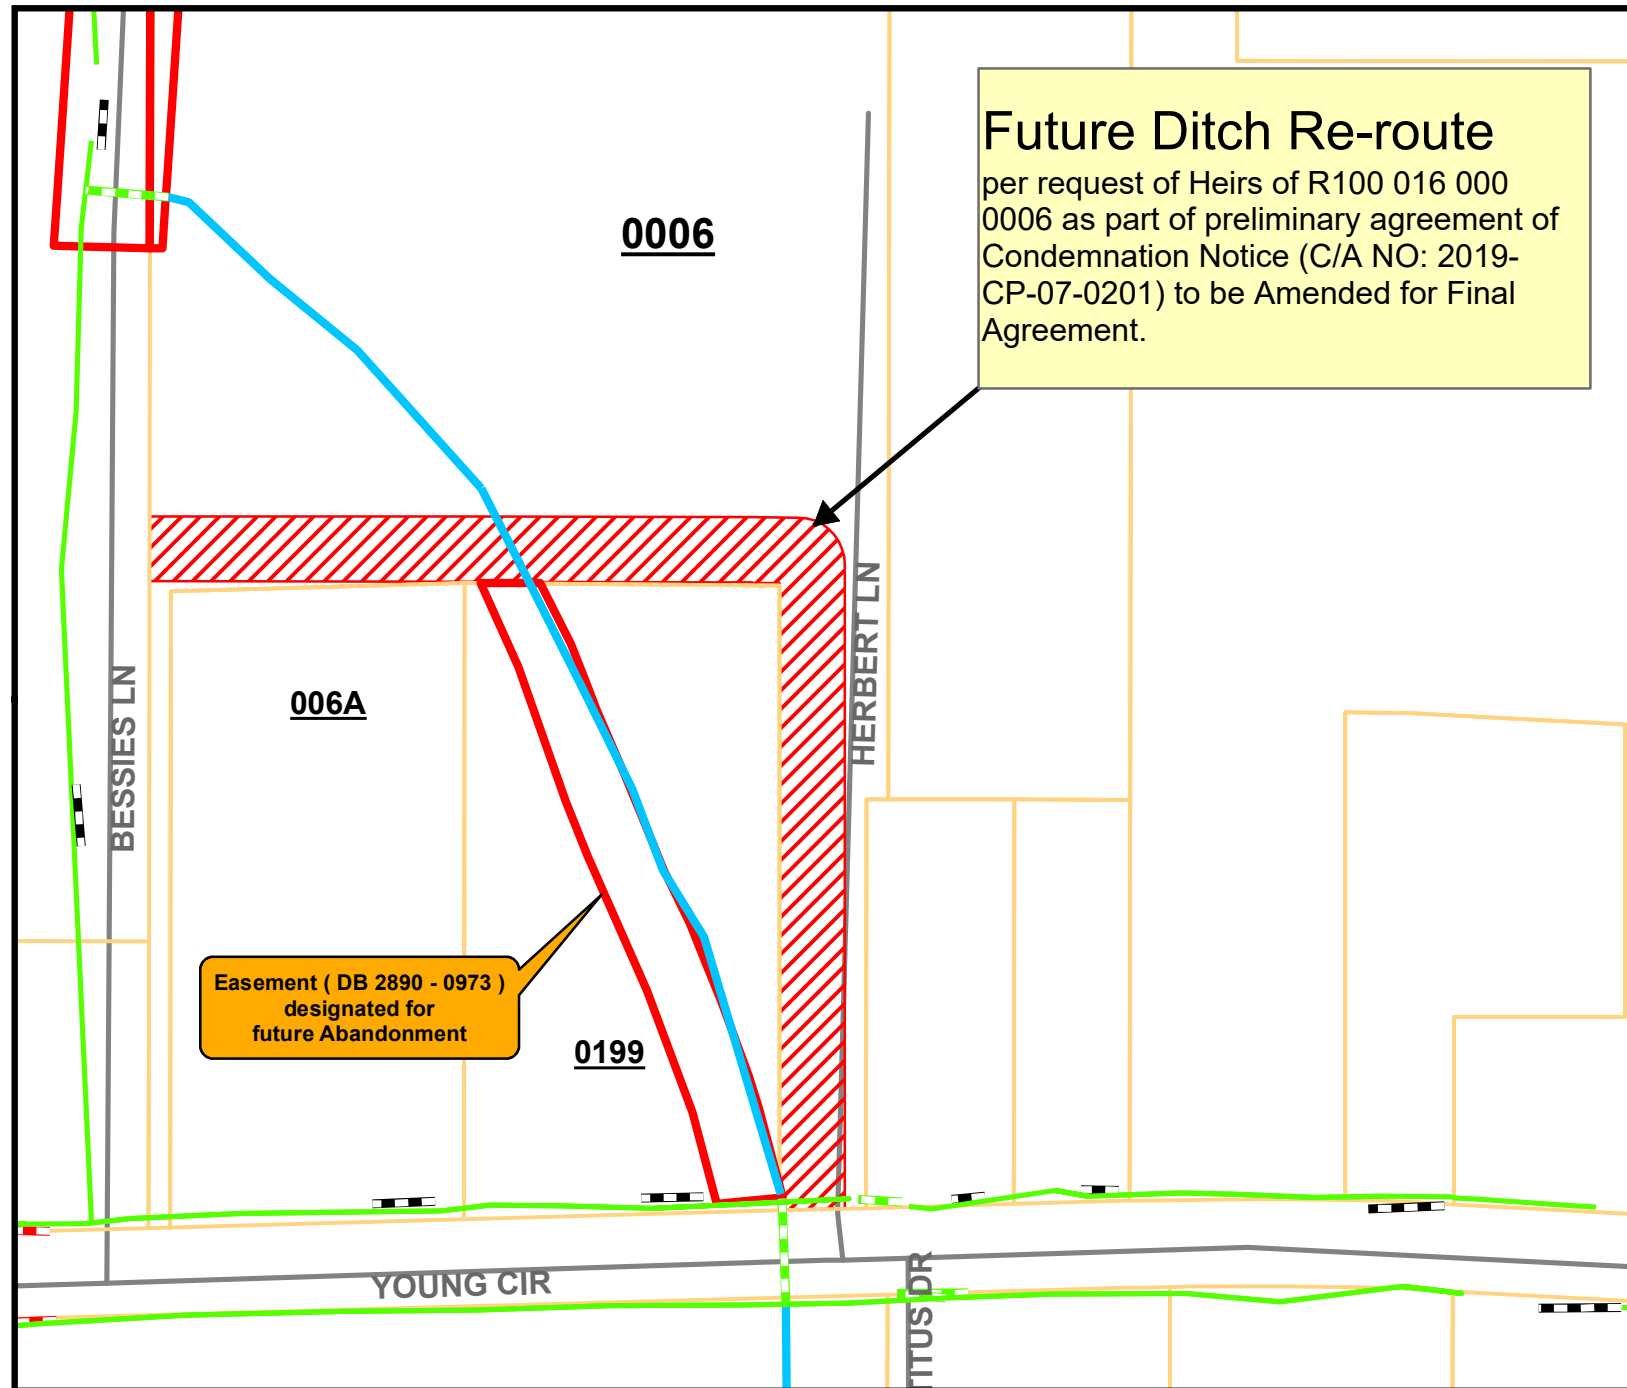 Future Ditch Re-route
per request of Heirs of R100 016 000
0006 as part of preliminary agreement of
Condemnation Notice (C/A NO: 2019-
CP-07-0201) to be Amended for Final
Agreement.
0006
HERBERT LN
BESSIES LN
006A
Easement ( DB 2890 - 0973 )
designated for
future Abandonment
0199
YOUNG CIR
TITUS DR